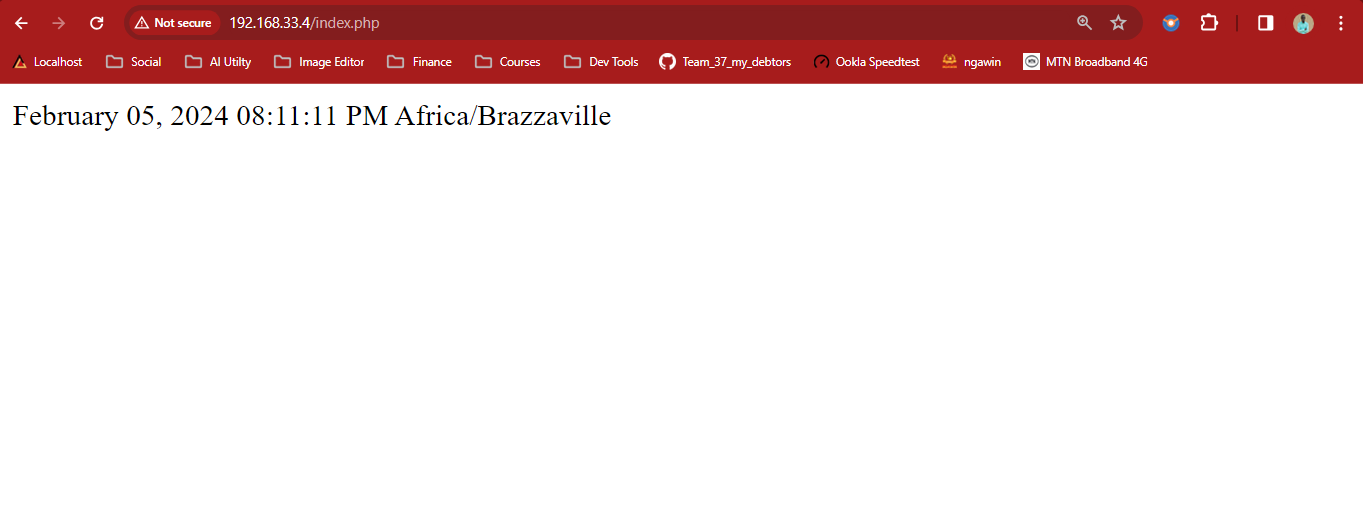 Not secure 192.168.33.4/index.php
Localhost Social AI Utilty Image Editor Finance Courses Dev Tools Team_37_my_debtors Ookla Speedtest ngawin MTN Broadband 4G
February 05, 2024 08:11:11 PM Africa/Brazzaville